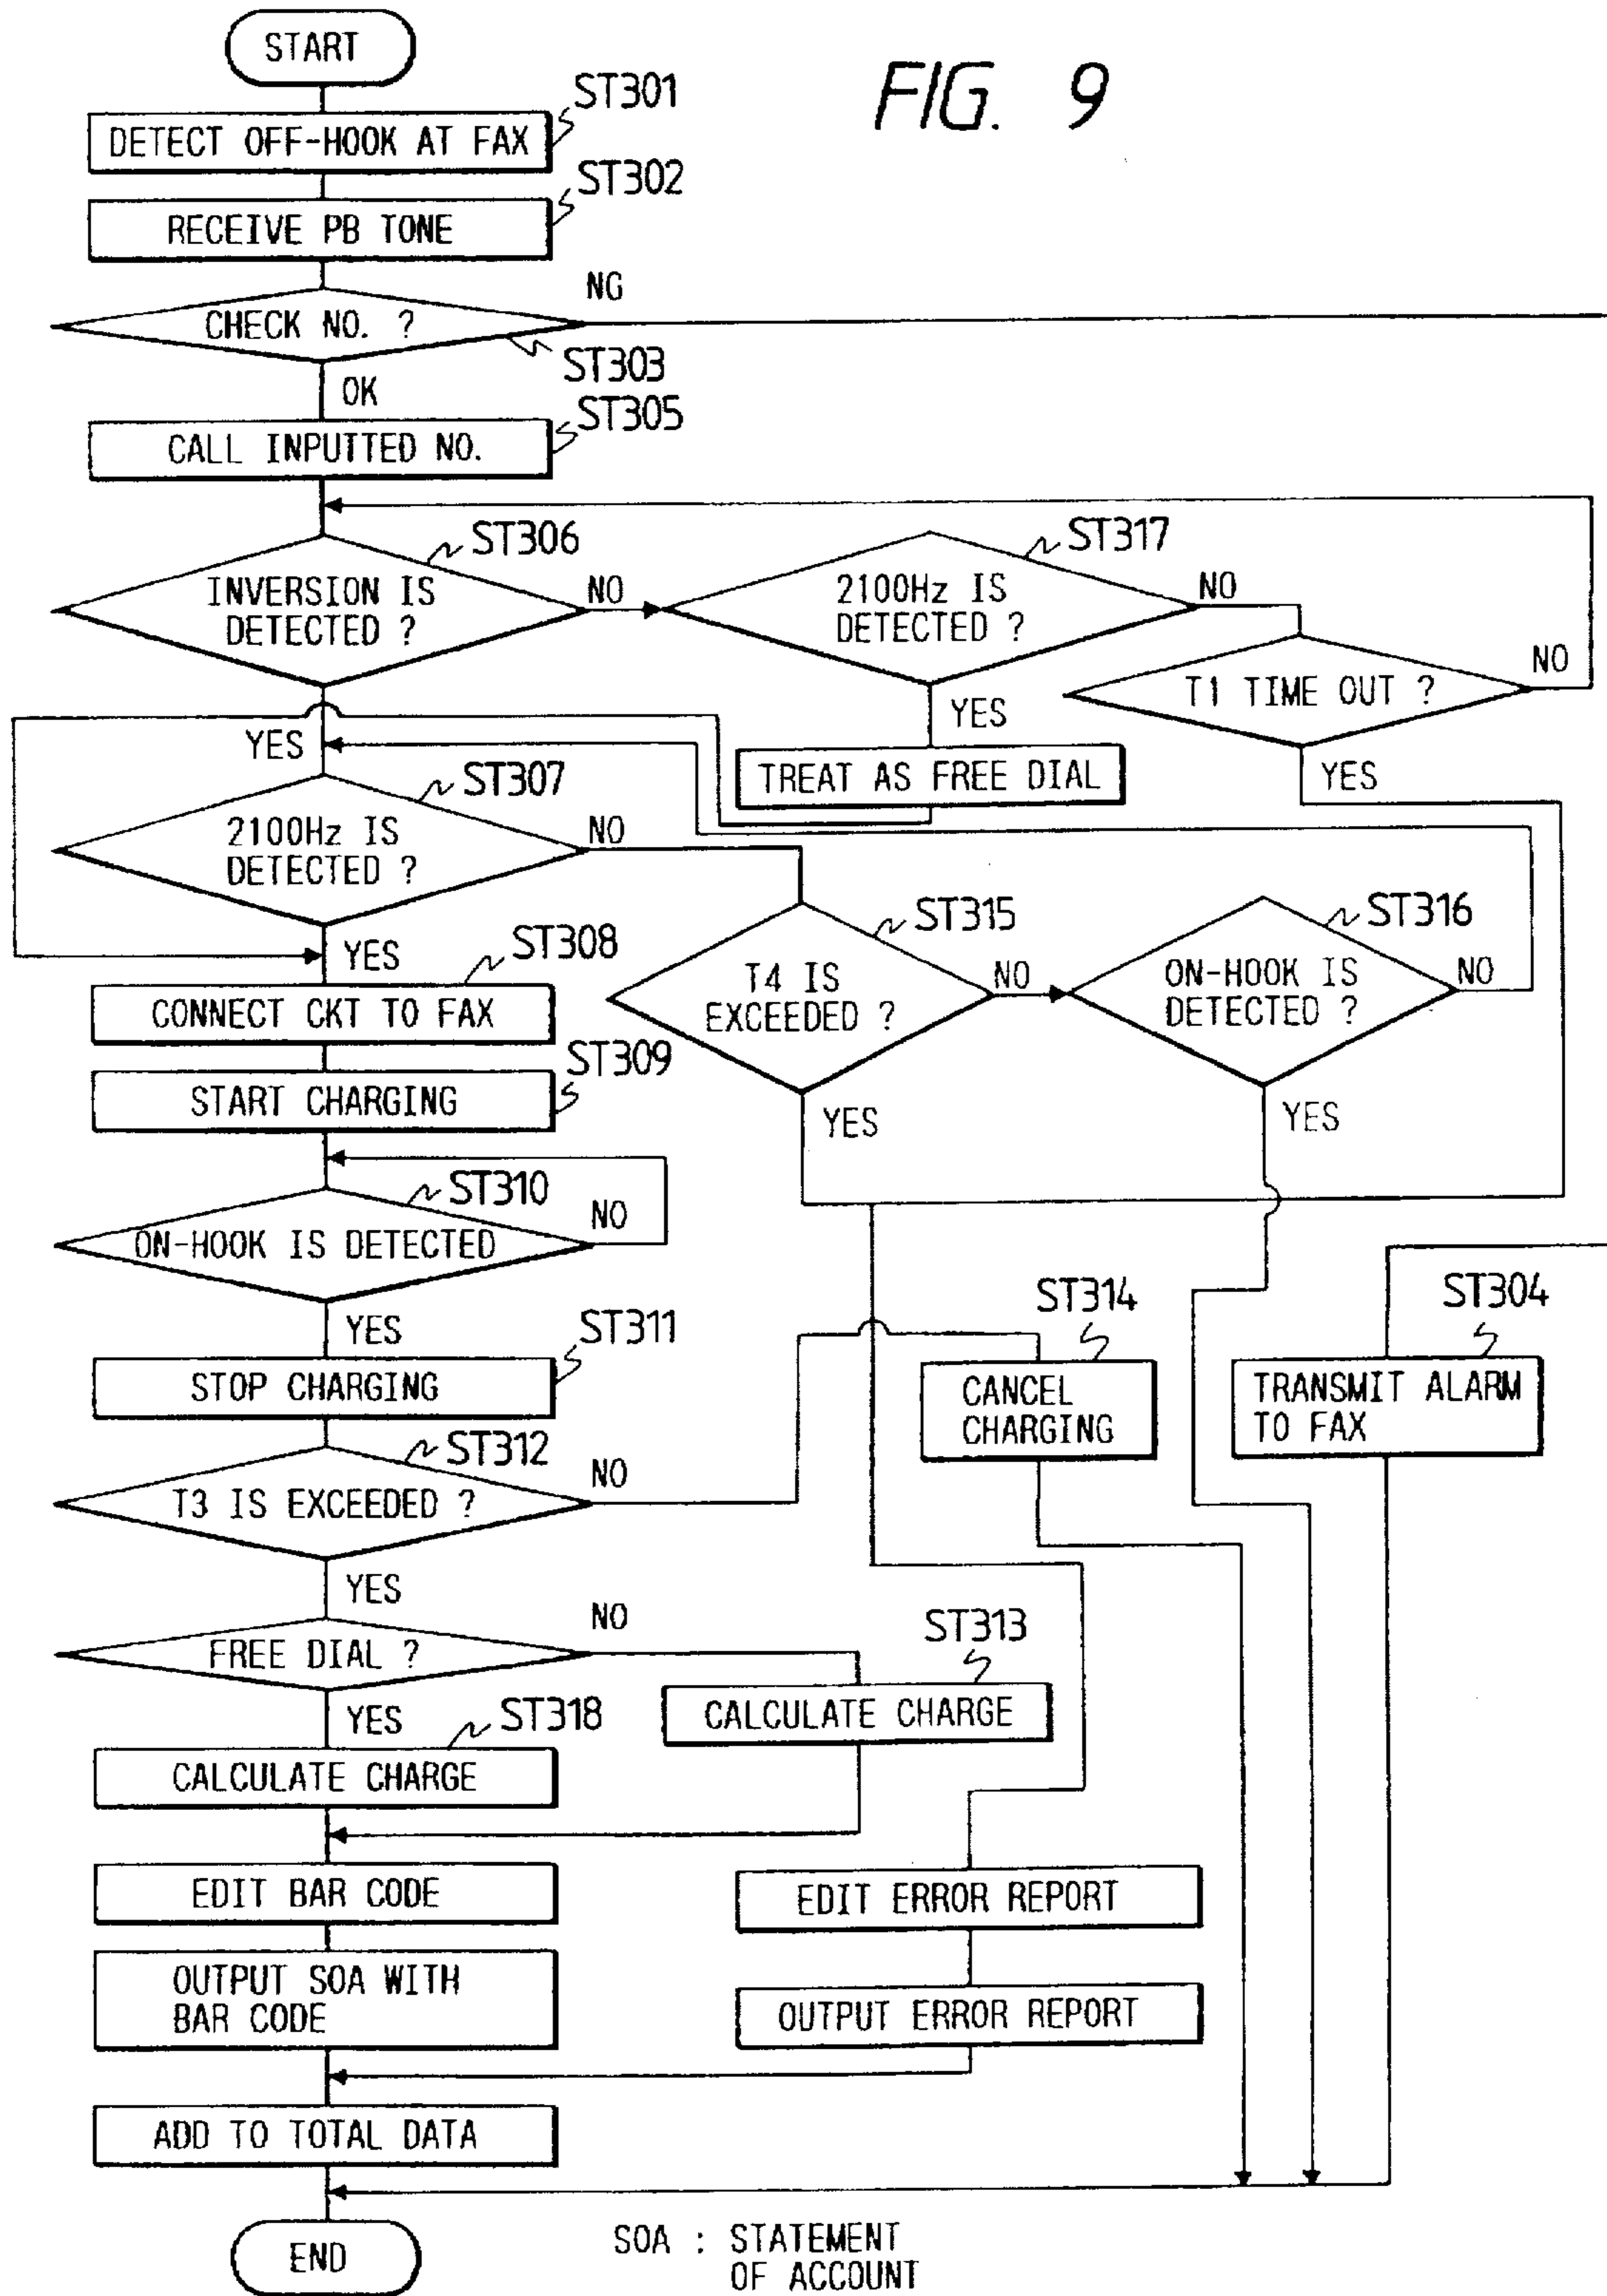 START
FIG. 9
ST301
DETECT OFF-HOOK AT FAX
ST302
RECEIVE PB TONE
NG
CHECK NO. ?
ST303
OK
ST305
CALL INPUTTED NO.
ST306
INVERSION IS
DETECTED ?
NO
ST317
2100Hz IS
DETECTED ?
NO
T1 TIME OUT ?
NO
YES
YES
YES
TREAT AS FREE DIAL
ST307
2100Hz IS
DETECTED ?
NO
YES
ST315
T4 IS
EXCEEDED ?
NO
YES
ST316
ON-HOOK IS
DETECTED ?
NO
YES
ST308
CONNECT CKT TO FAX
ST309
START CHARGING
ST310
ON-HOOK IS DETECTED
NO
YES
ST311
STOP CHARGING
ST314
CANCEL
CHARGING
ST304
TRANSMIT ALARM
TO FAX
ST312
T3 IS EXCEEDED ?
NO
YES
FREE DIAL ?
NO
ST313
CALCULATE CHARGE
YES
ST318
CALCULATE CHARGE
EDIT BAR CODE
EDIT ERROR REPORT
OUTPUT SOA WITH
BAR CODE
OUTPUT ERROR REPORT
ADD TO TOTAL DATA
END
SOA : STATEMENT
OF ACCOUNT